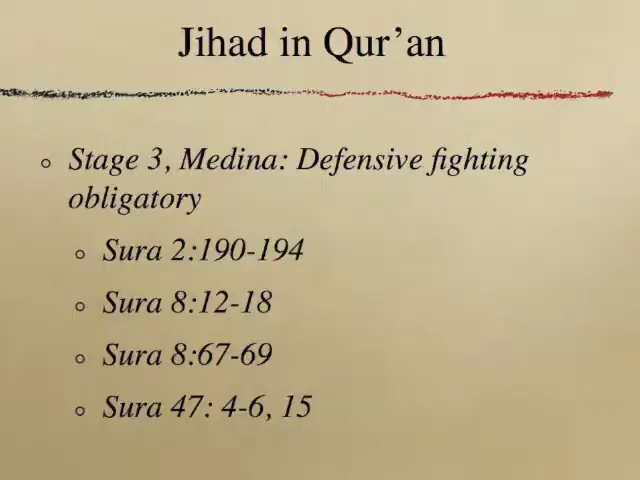 Jihad in Qur’an
Stage 3, Medina: Defensive fighting
obligatory
Sura 2:190-194
Sura 8:12-18
Sura 8:67-69
Sura 47: 4-6, 15